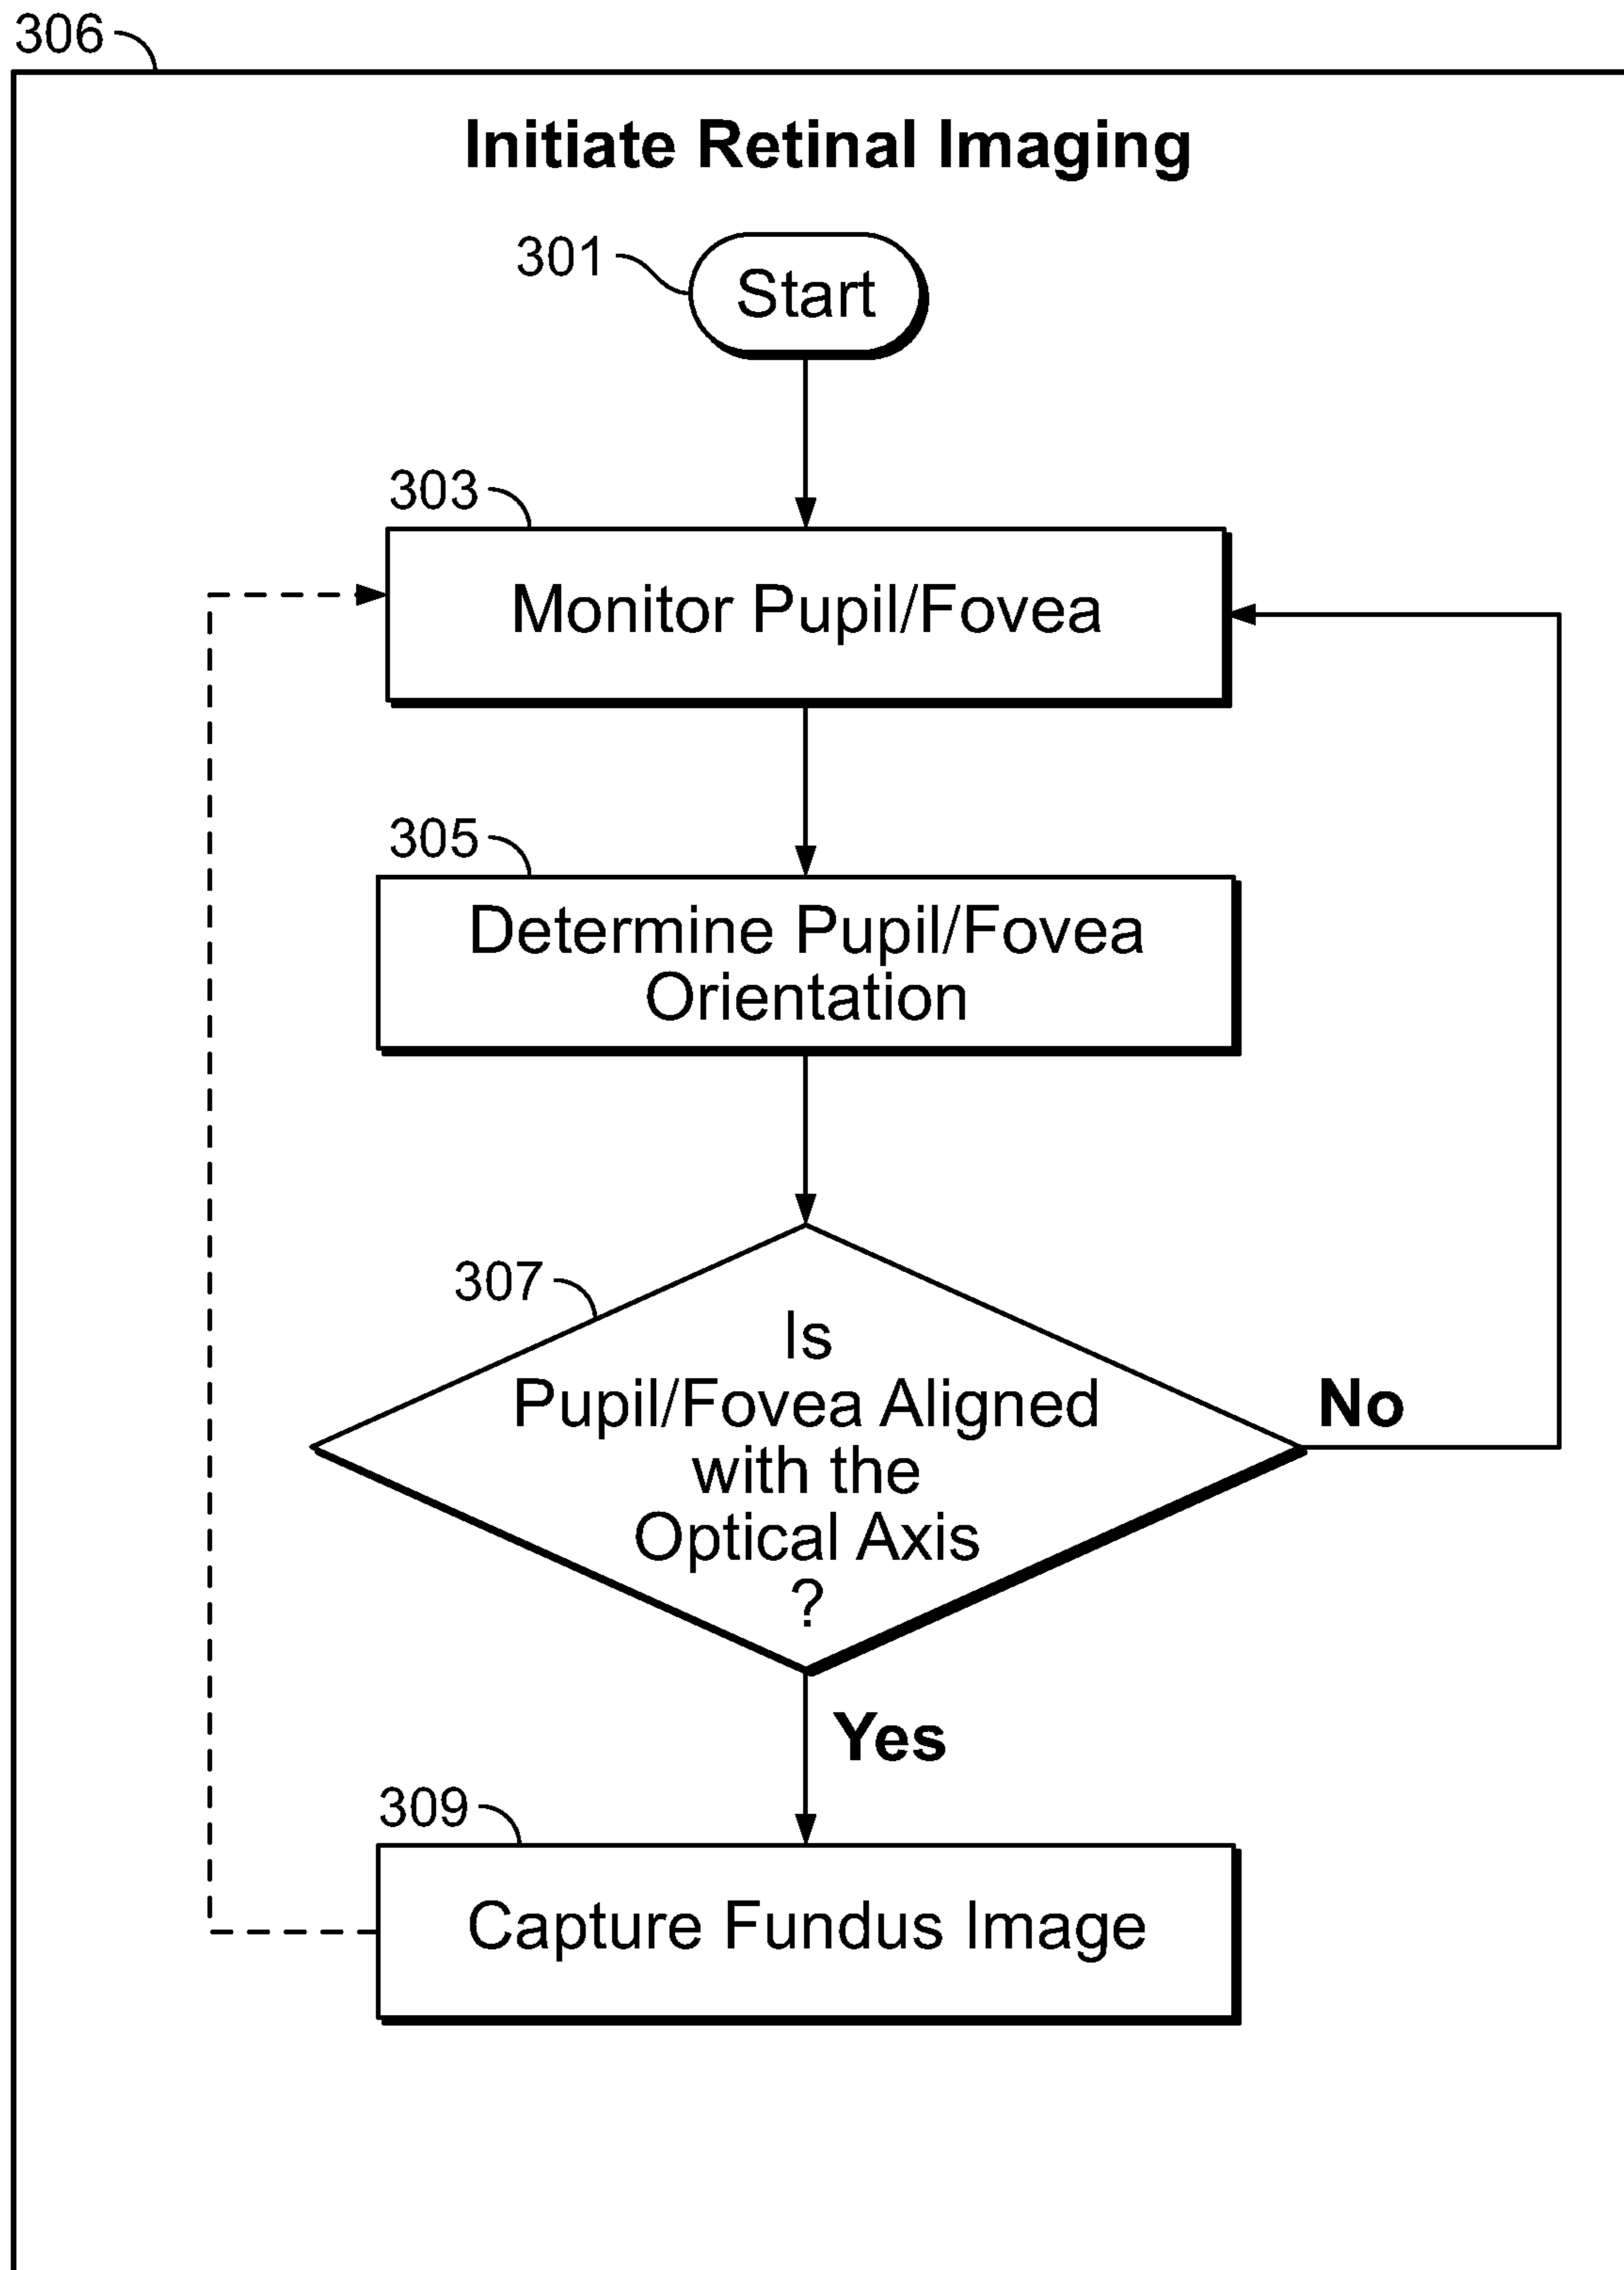 306
Initiate Retinal Imaging
301
Start
303
Monitor Pupil/Fovea
305
Determine Pupil/Fovea
Orientation
307
Is
Pupil/Fovea Aligned
with the
Optical Axis
?
No
Yes
309
Capture Fundus Image